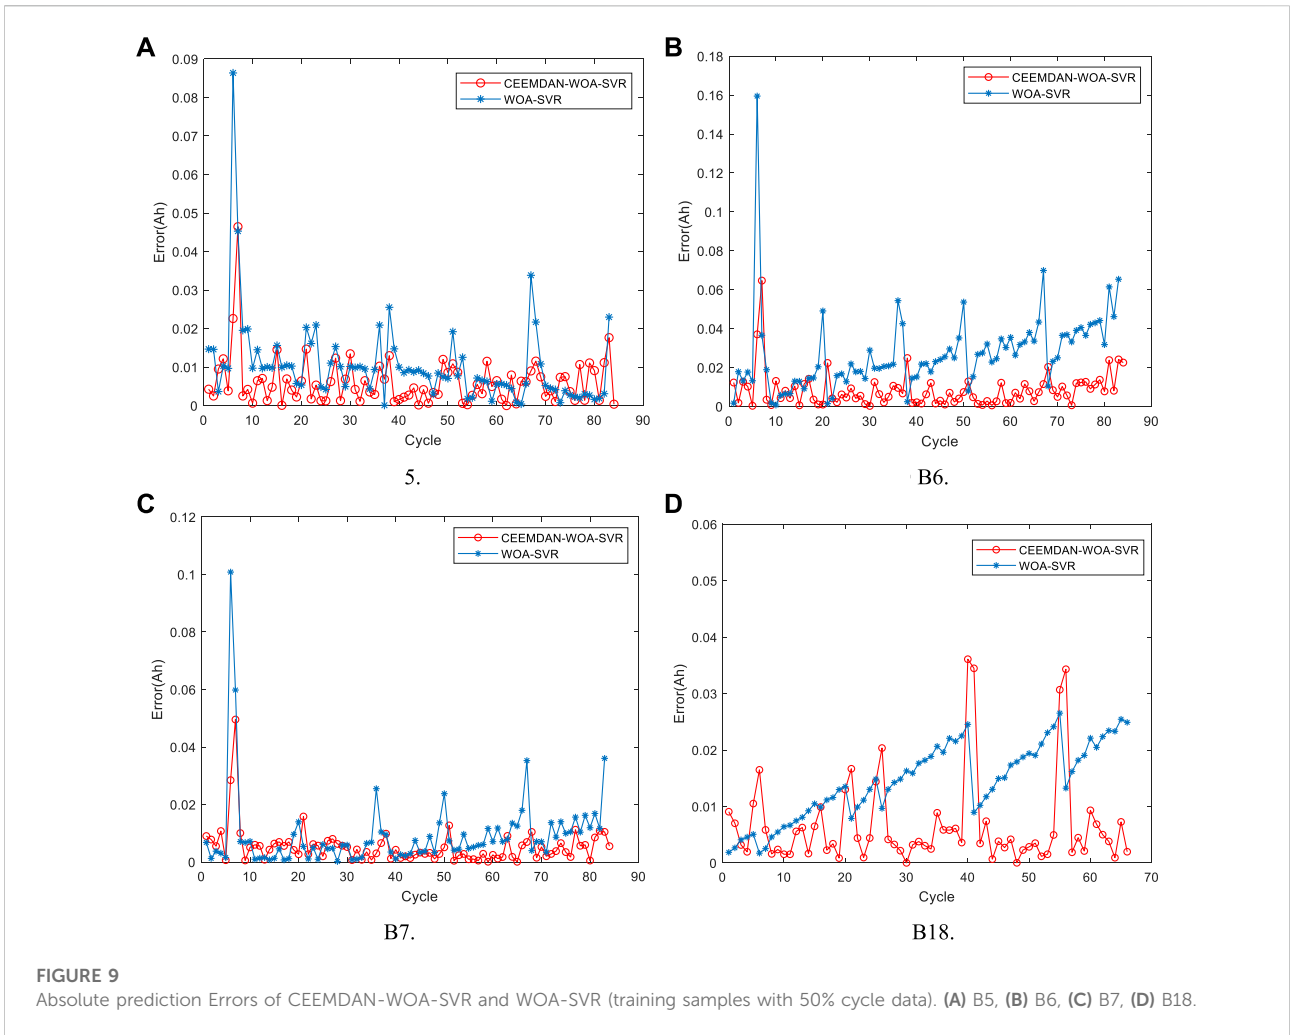 A
0.09
0.08
0.07
0.06
0.05
0.04
0.03
0.02
0.01
0
Error(Ah)
CEEMDAN-WOA-SVR
WOA-SVR
0 10 20 30 40 50 60 70 80 90
Cycle
5.
B
0.18
0.16
0.14
0.12
0.1
0.08
0.06
0.04
0.02
0
Error(Ah)
CEEMDAN-WOA-SVR
WOA-SVR
0 10 20 30 40 50 60 70 80 90
Cycle
B6.
C
0.12
0.1
0.08
0.06
0.04
0.02
0
Error(Ah)
CEEMDAN-WOA-SVR
WOA-SVR
0 10 20 30 40 50 60 70 80 90
Cycle
B7.
D
0.06
0.05
0.04
0.03
0.02
0.01
0
Error(Ah)
CEEMDAN-WOA-SVR
WOA-SVR
0 10 20 30 40 50 60 70
Cycle
B18.
FIGURE 9
Absolute prediction Errors of CEEMDAN-WOA-SVR and WOA-SVR (training samples with 50% cycle data). (A) B5, (B) B6, (C) B7, (D) B18.